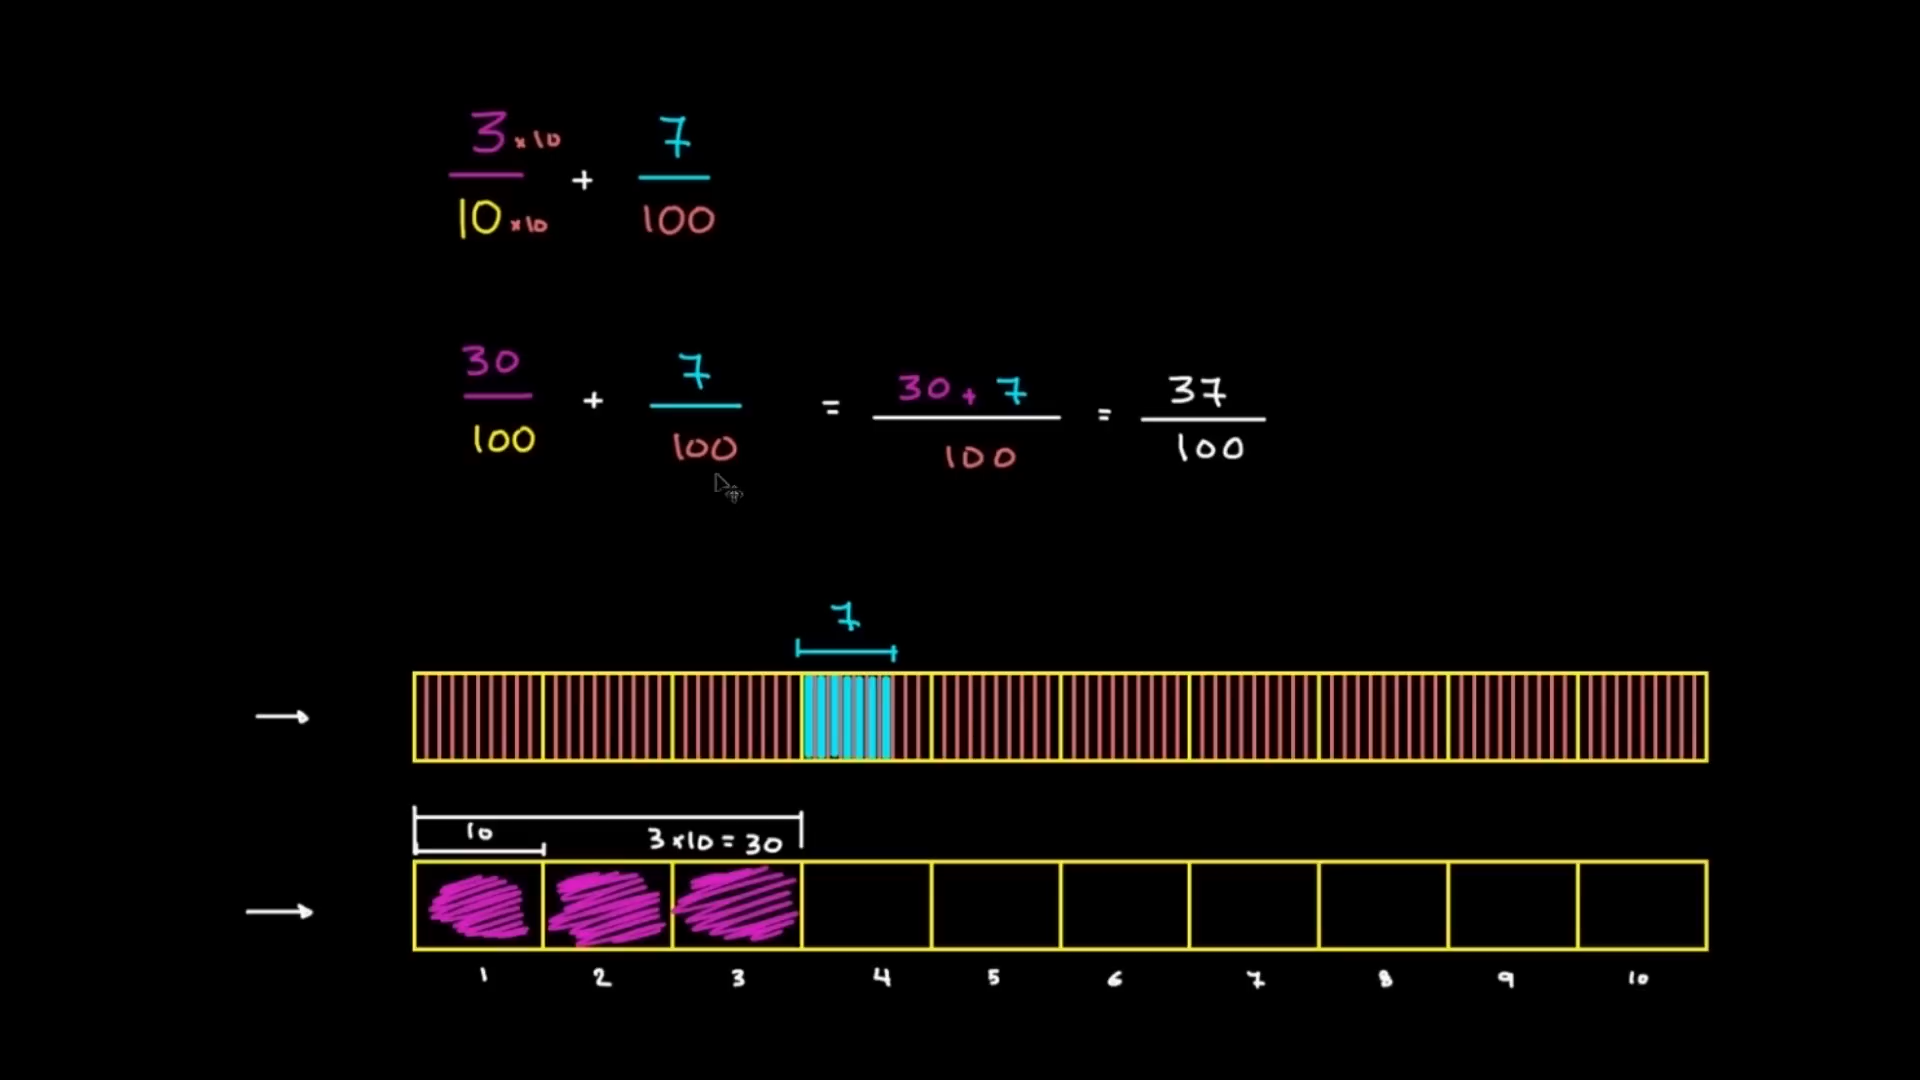 3 × 10 / 10 × 10 + 7 / 100
30 / 100 + 7 / 100 = 30 + 7 / 100 = 37 / 100
7
10 3 × 10 = 30
1 2 3 4 5 6 7 8 9 10